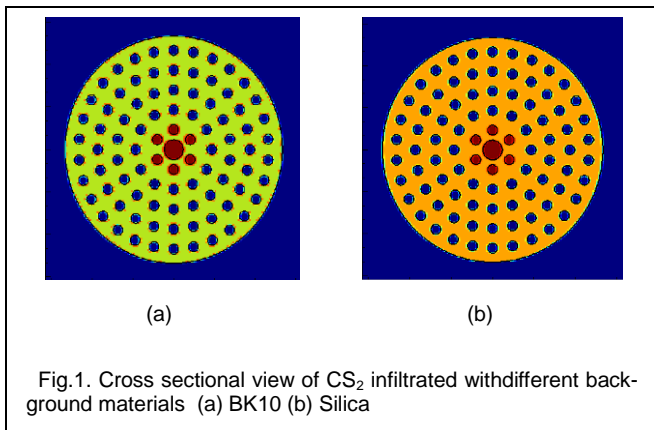 (a)
(b)
Fig.1. Cross sectional view of CS2 infiltrated withdifferent back-
ground materials (a) BK10 (b) Silica